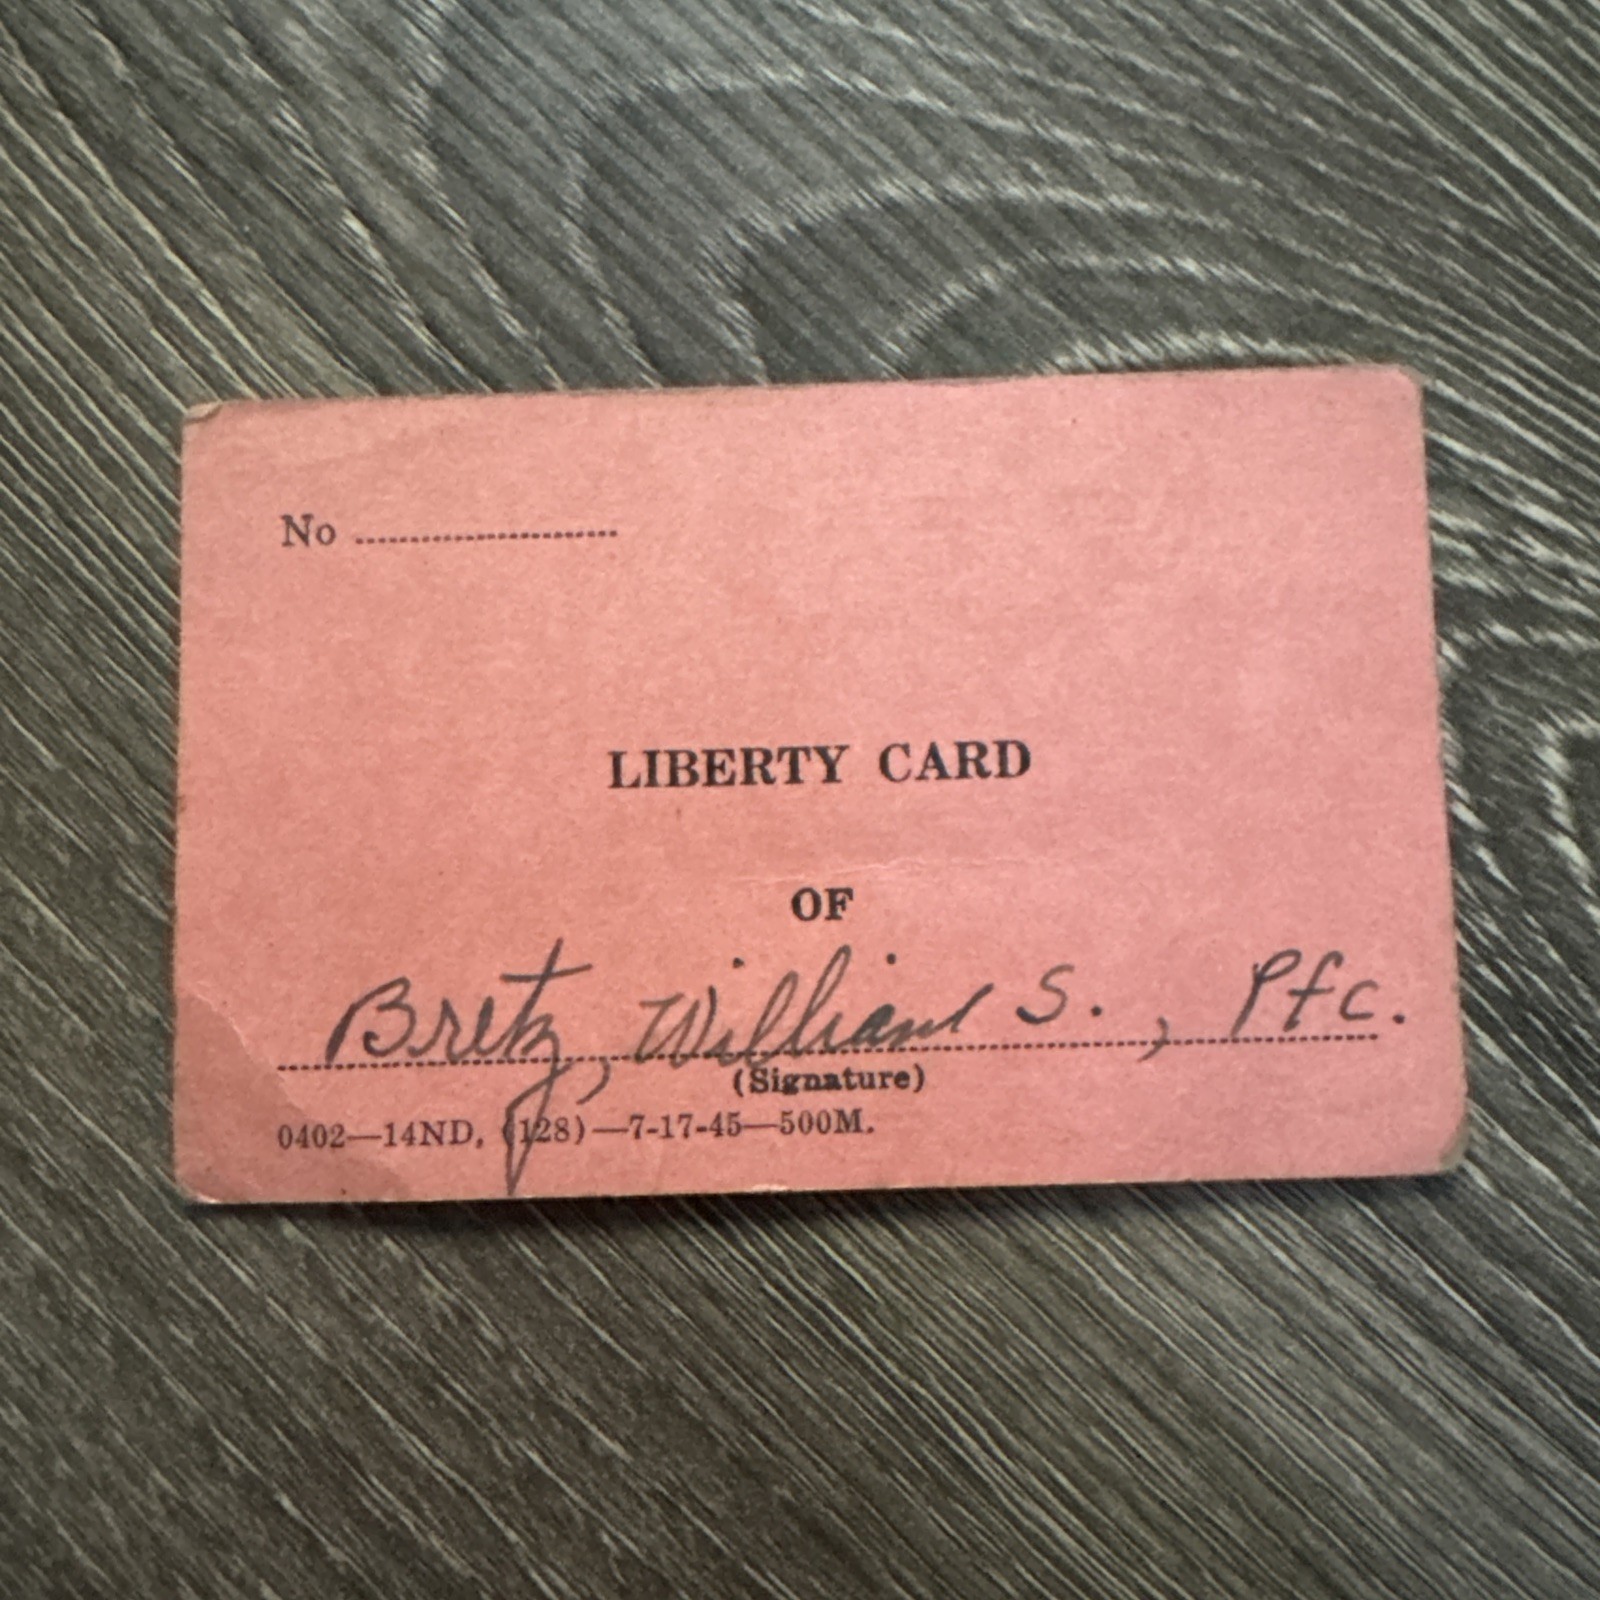 No ........................
LIBERTY CARD
OF
Bretz, William S., Pfc.
(Signature)
0402—14ND. (128)—7-17-45—500M.